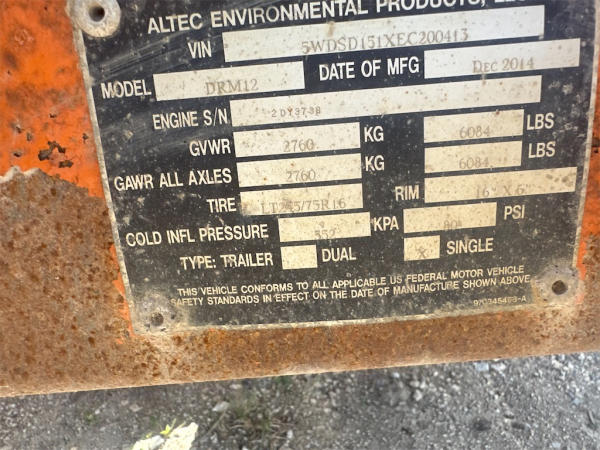 ALTEC ENVIRONMENTAL PRODUCTS, LLC
VIN 5WDSD151XEC200413
MODEL DRM12 DATE OF MFG Dec 2014
ENGINE S/N
GVWR 2760 KG 6084 LBS
GAWR ALL AXLES 2760 KG 6084 LBS
TIRE RIM 16" X 6"
COLD INFL PRESSURE 552 KPA 80 PSI
TYPE: TRAILER DUAL X SINGLE
THIS VEHICLE CONFORMS TO ALL APPLICABLE US FEDERAL MOTOR VEHICLE
SAFETY STANDARDS IN EFFECT ON THE DATE OF MANUFACTURE SHOWN ABOVE